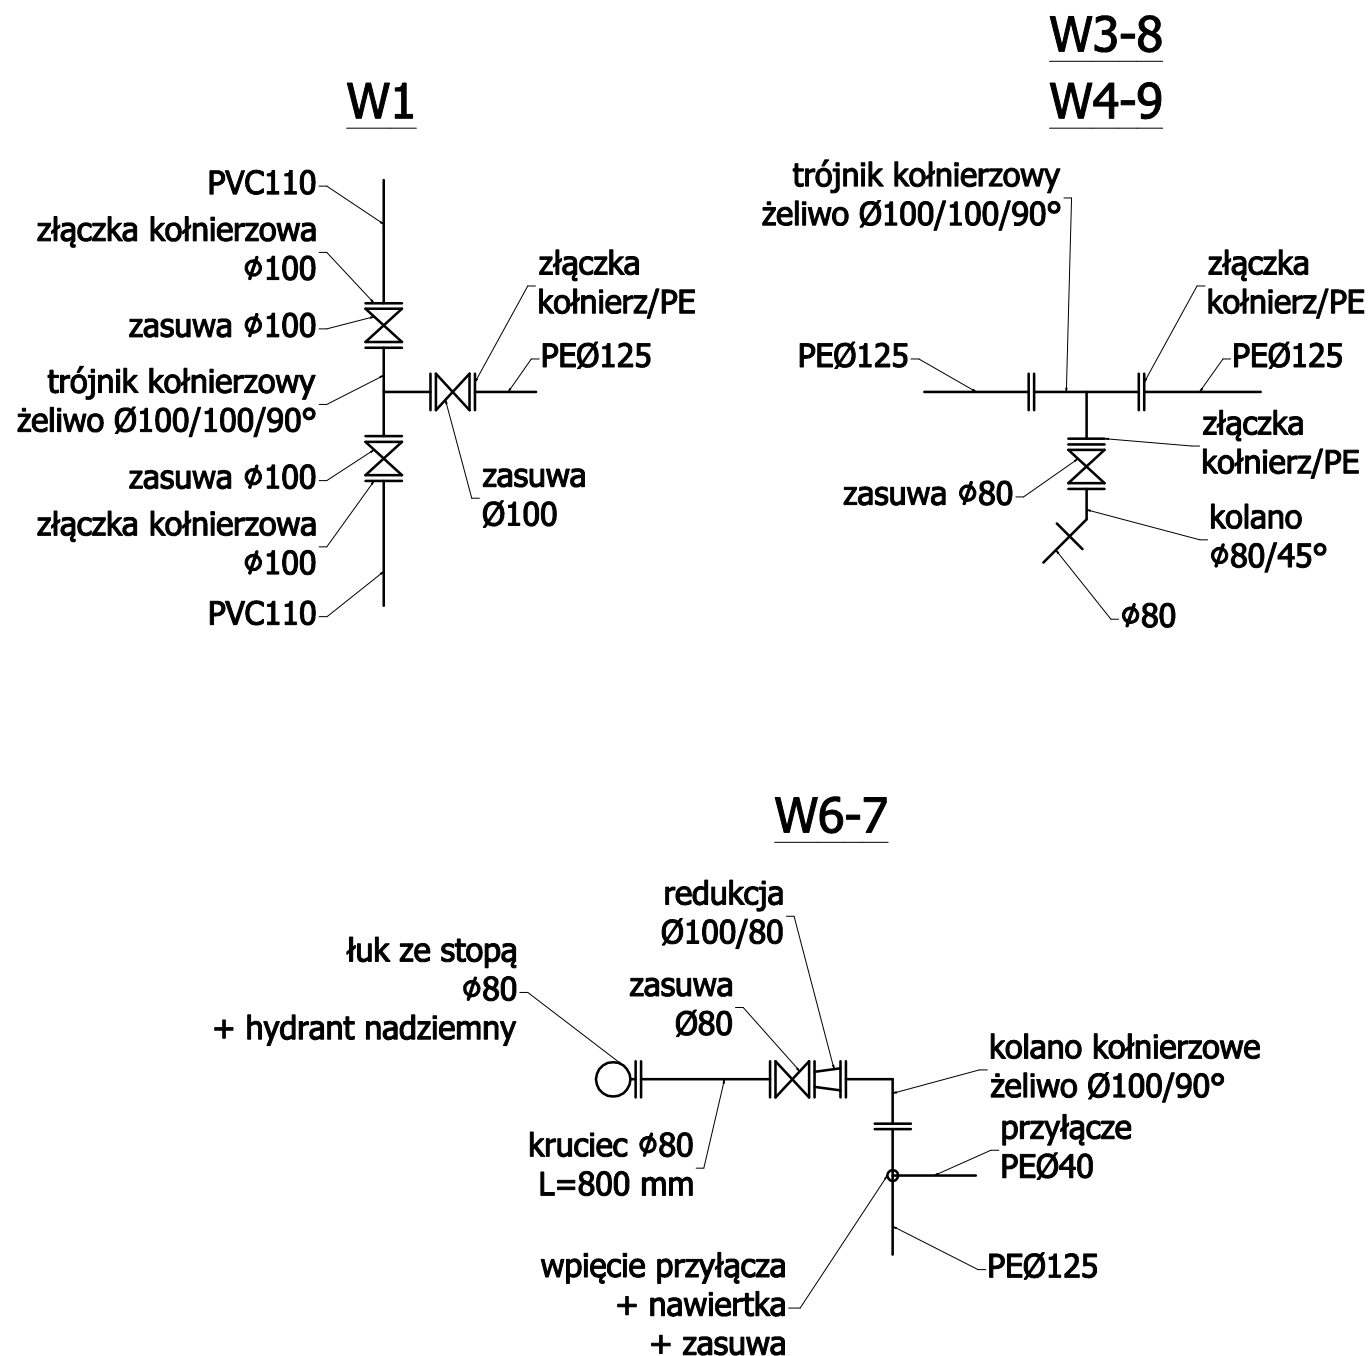 W1
PVC110
złączka kołnierzowa
ϕ100
zasuwa ϕ100
trójnik kołnierzowy
żeliwo Ø100/100/90°
zasuwa ϕ100
złączka kołnierzowa
ϕ100
PVC110
złączka
kołnierz/PE
PEØ125
zasuwa
Ø100
W3-8
W4-9
trójnik kołnierzowy
żeliwo Ø100/100/90°
złączka
kołnierz/PE
PEØ125
PEØ125
złączka
kołnierz/PE
zasuwa ϕ80
kolano
ϕ80/45°
ϕ80
W6-7
redukcja
Ø100/80
łuk ze stopą
ϕ80
+ hydrant nadziemny
zasuwa
Ø80
kolano kołnierzowe
żeliwo Ø100/90°
przyłącze
PEØ40
kruciec ϕ80
L=800 mm
PEØ125
wpięcie przyłącza
+ nawiertka
+ zasuwa